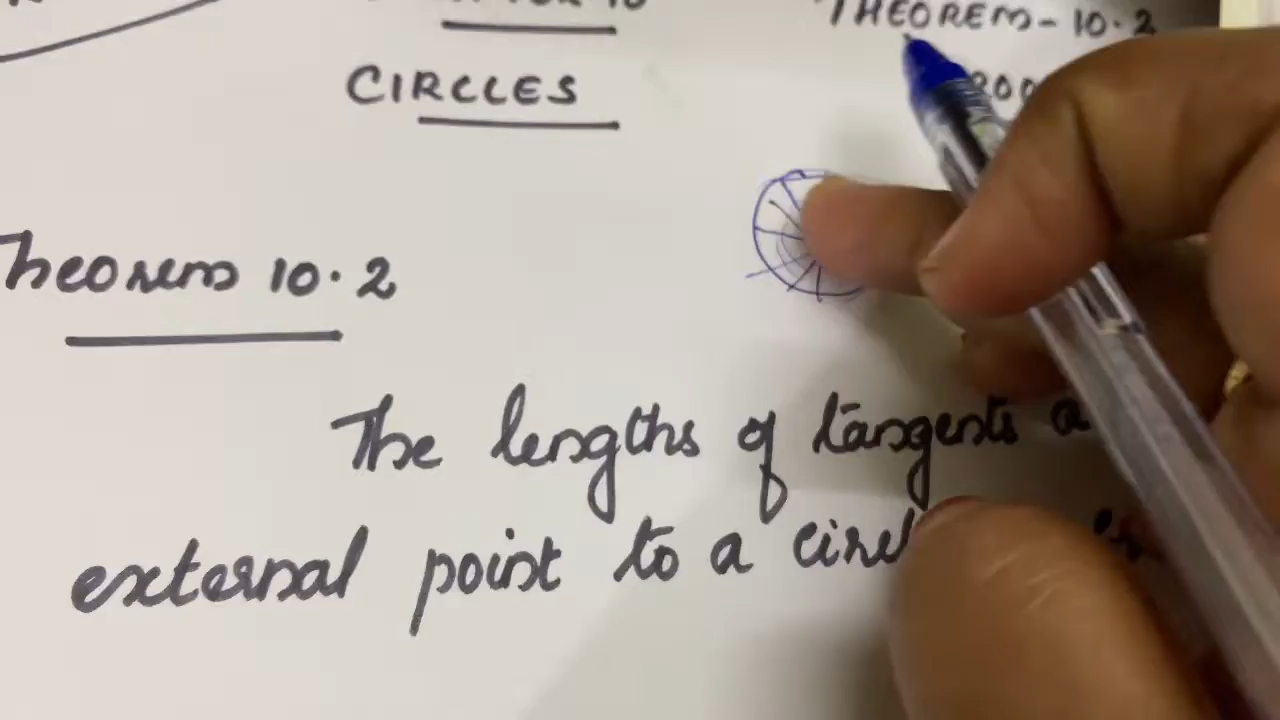 THEOREM-10.2
CIRCLES
Theorem 10.2
The lengths of tangents
external point to a